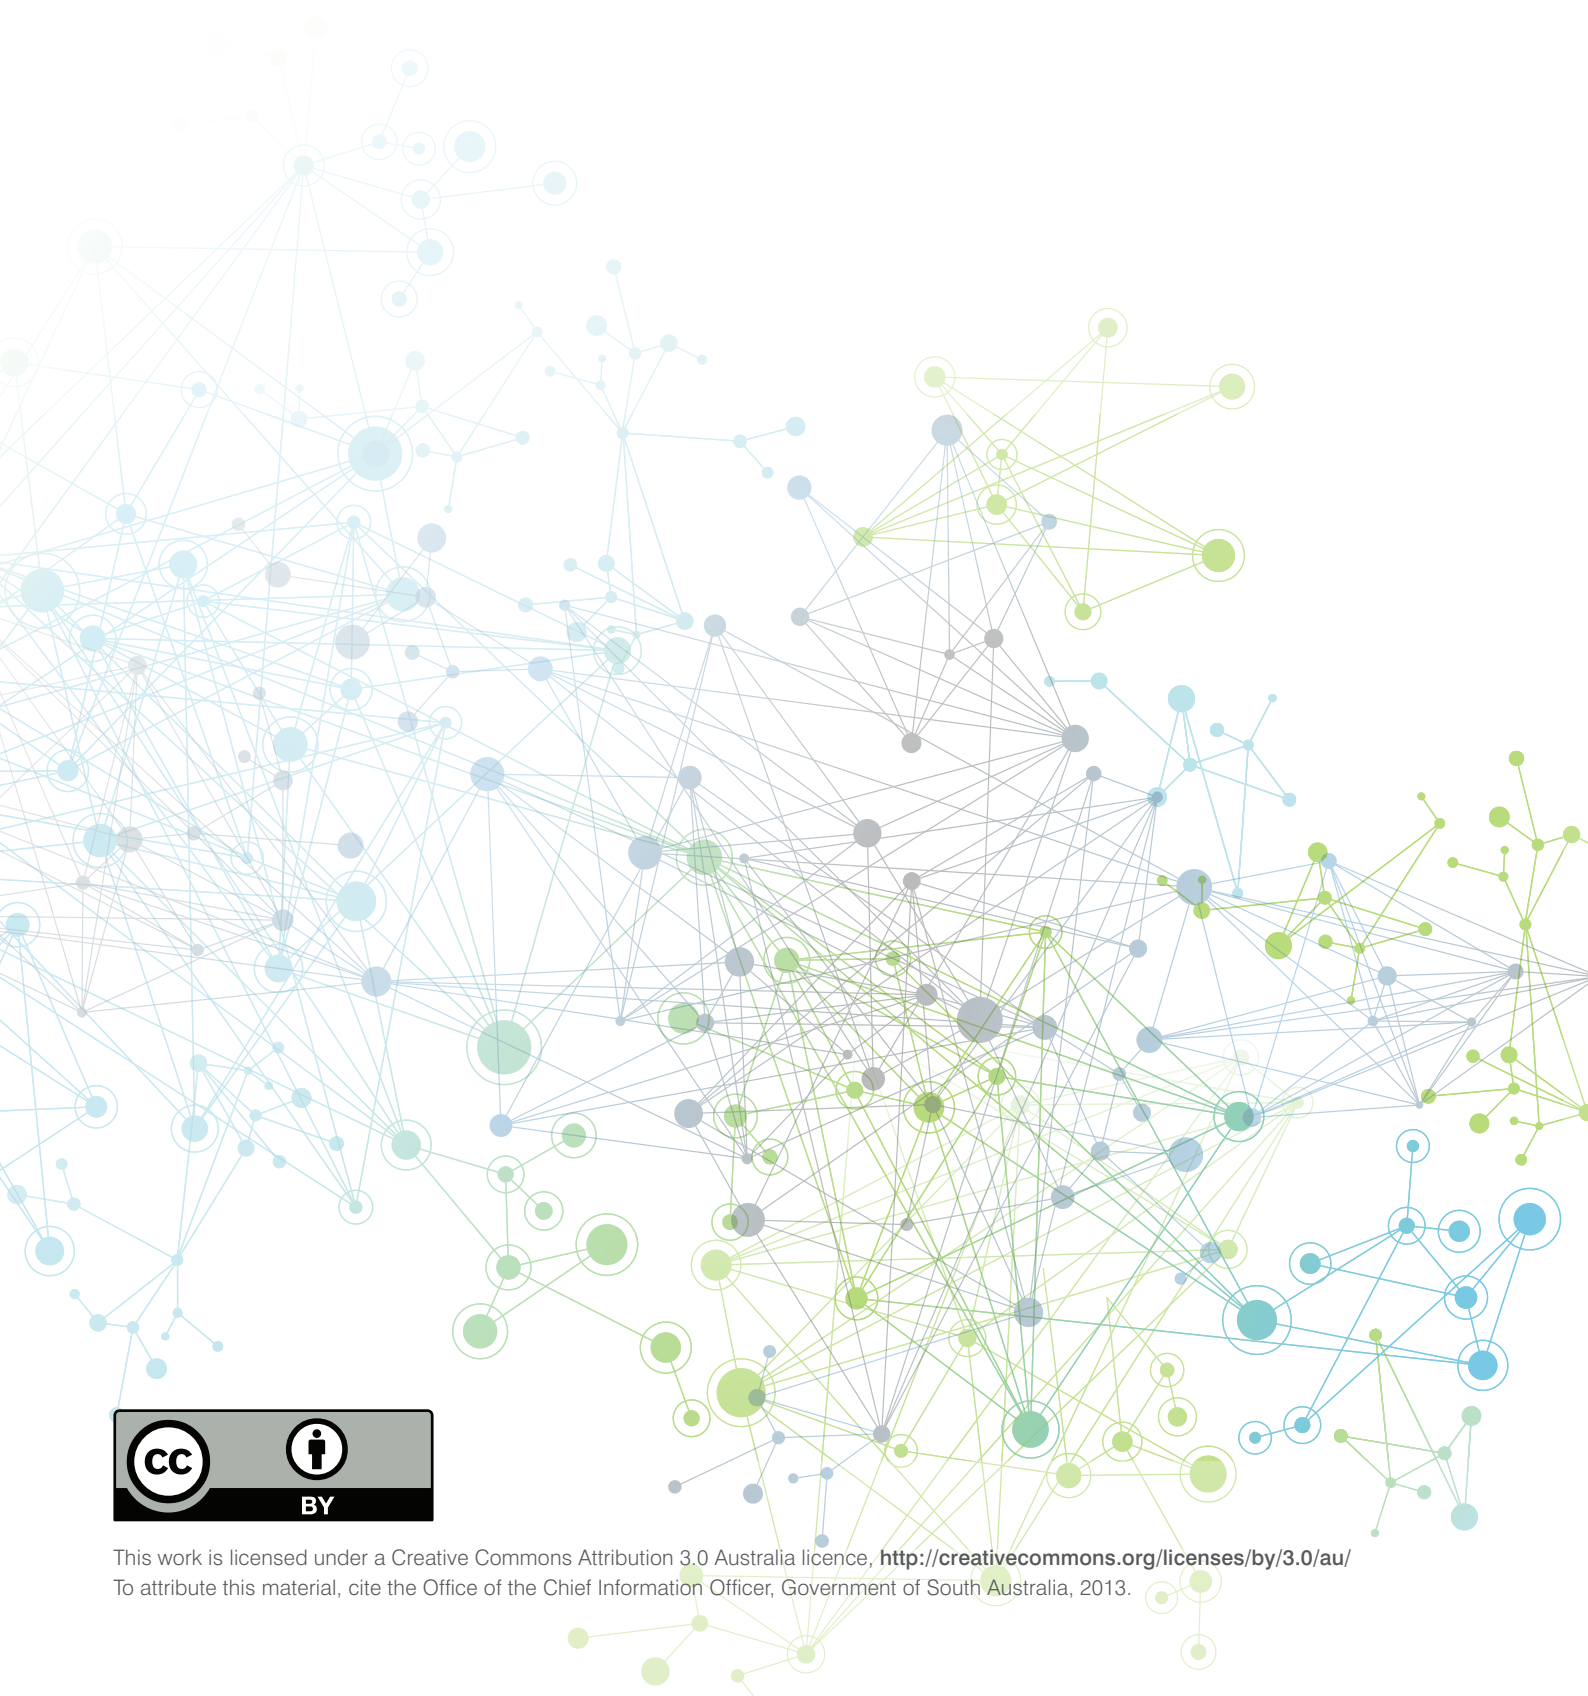 cc
BY
This work is licensed under a Creative Commons Attribution 3.0 Australia licence, http://creativecommons.org/licenses/by/3.0/au/
To attribute this material, cite the Office of the Chief Information Officer, Government of South Australia, 2013.